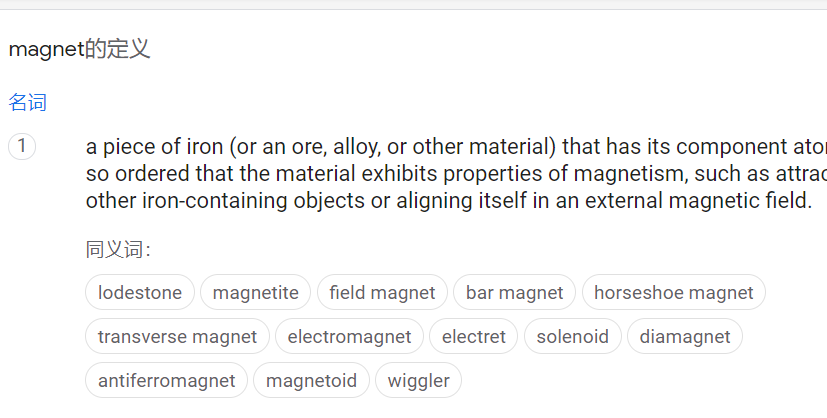 magnet的定义
名词
1 a piece of iron (or an ore, alloy, or other material) that has its component
so ordered that the material exhibits properties of magnetism, such as
other iron-containing objects or aligning itself in an external magnetic field.
同义词：
lodestone magnetite field magnet bar magnet horseshoe magnet
transverse magnet electromagnet electret solenoid diamagnet
antiferromagnet magnetoid wiggler